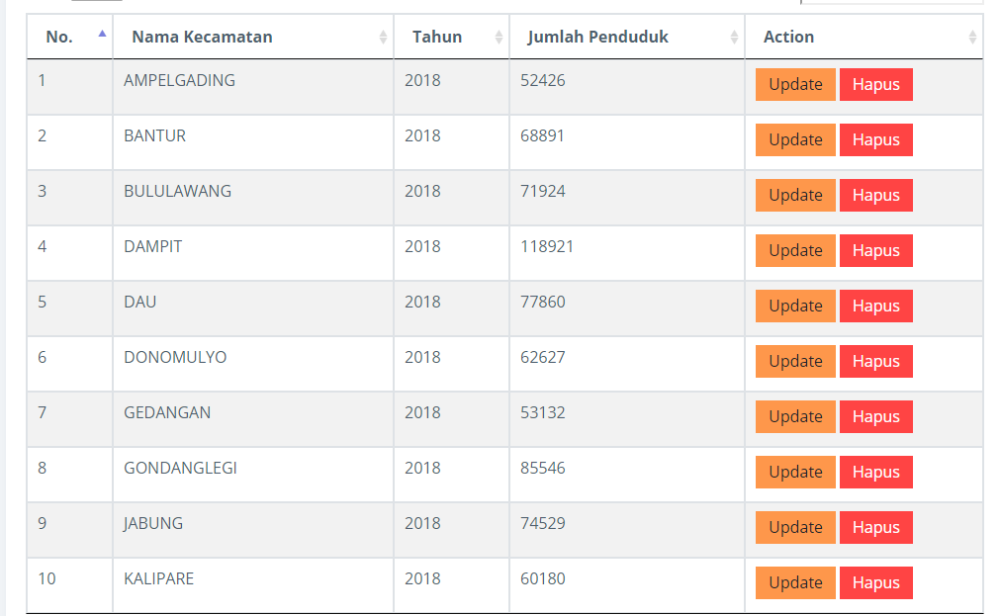 No. Nama Kecamatan Tahun Jumlah Penduduk Action
1 AMPELGADING 2018 52426 Update Hapus
2 BANTUR 2018 68891 Update Hapus
3 BULULAWANG 2018 71924 Update Hapus
4 DAMPIT 2018 118921 Update Hapus
5 DAU 2018 77860 Update Hapus
6 DONOMULYO 2018 62627 Update Hapus
7 GEDANGAN 2018 53132 Update Hapus
8 GONDANGLEGI 2018 85546 Update Hapus
9 JABUNG 2018 74529 Update Hapus
10 KALIPARE 2018 60180 Update Hapus